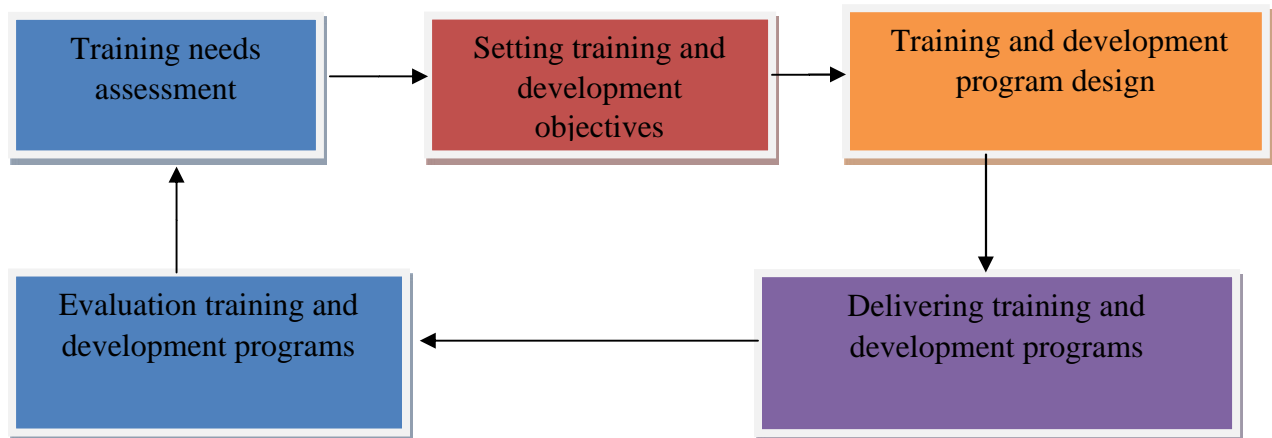 Training needs
assessment
Setting training and
development
objectives
Training and development
program design
Evaluation training and
development programs
Delivering training and
development programs